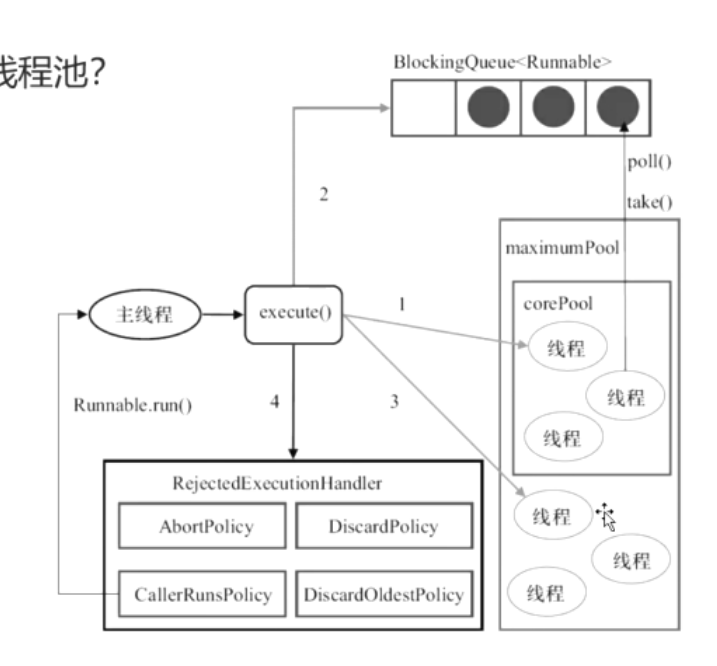 线程池？
BlockingQueue<Runnable>
poll()
take()
2
maximumPool
corePool
主线程
execute()
1
线程
线程
线程
Runnable.run()
4
3
RejectedExecutionHandler
AbortPolicy
DiscardPolicy
CallerRunsPolicy
DiscardOldestPolicy
线程
线程
线程